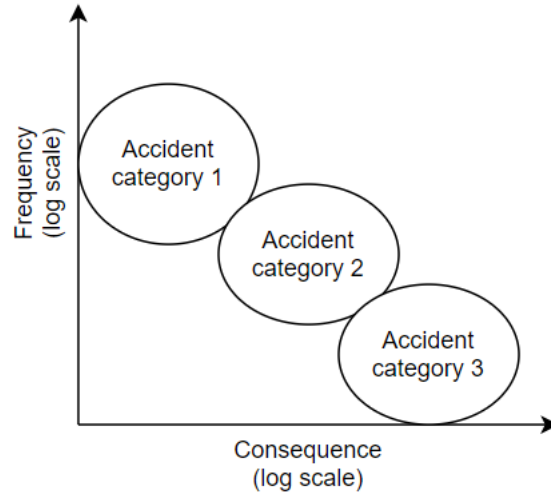 Frequency
(log scale)
Accident
category 1
Accident
category 2
Accident
category 3
Consequence
(log scale)